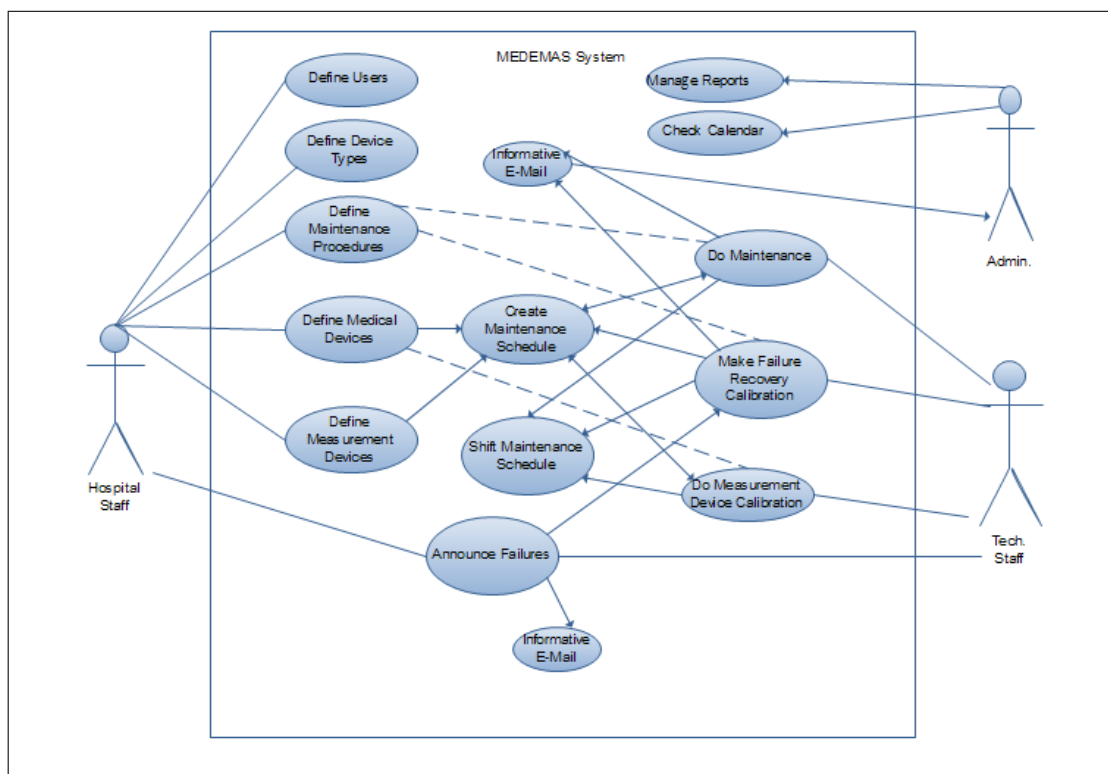 MEDEMAS System
Define Users
Manage Reports
Define Device
Types
Check Calendar
Informative
E-Mail
Define
Maintenance
Procedures
Do Maintenance
Admin.
Define Medical
Devices
Create
Maintenance
Schedule
Make Failure
Recovery
Calibration
Define
Measurement
Devices
Shift Maintenance
Schedule
Do Measurement
Device Calibration
Hospital
Staff
Announce Failures
Tech.
Staff
Informative
E-Mail